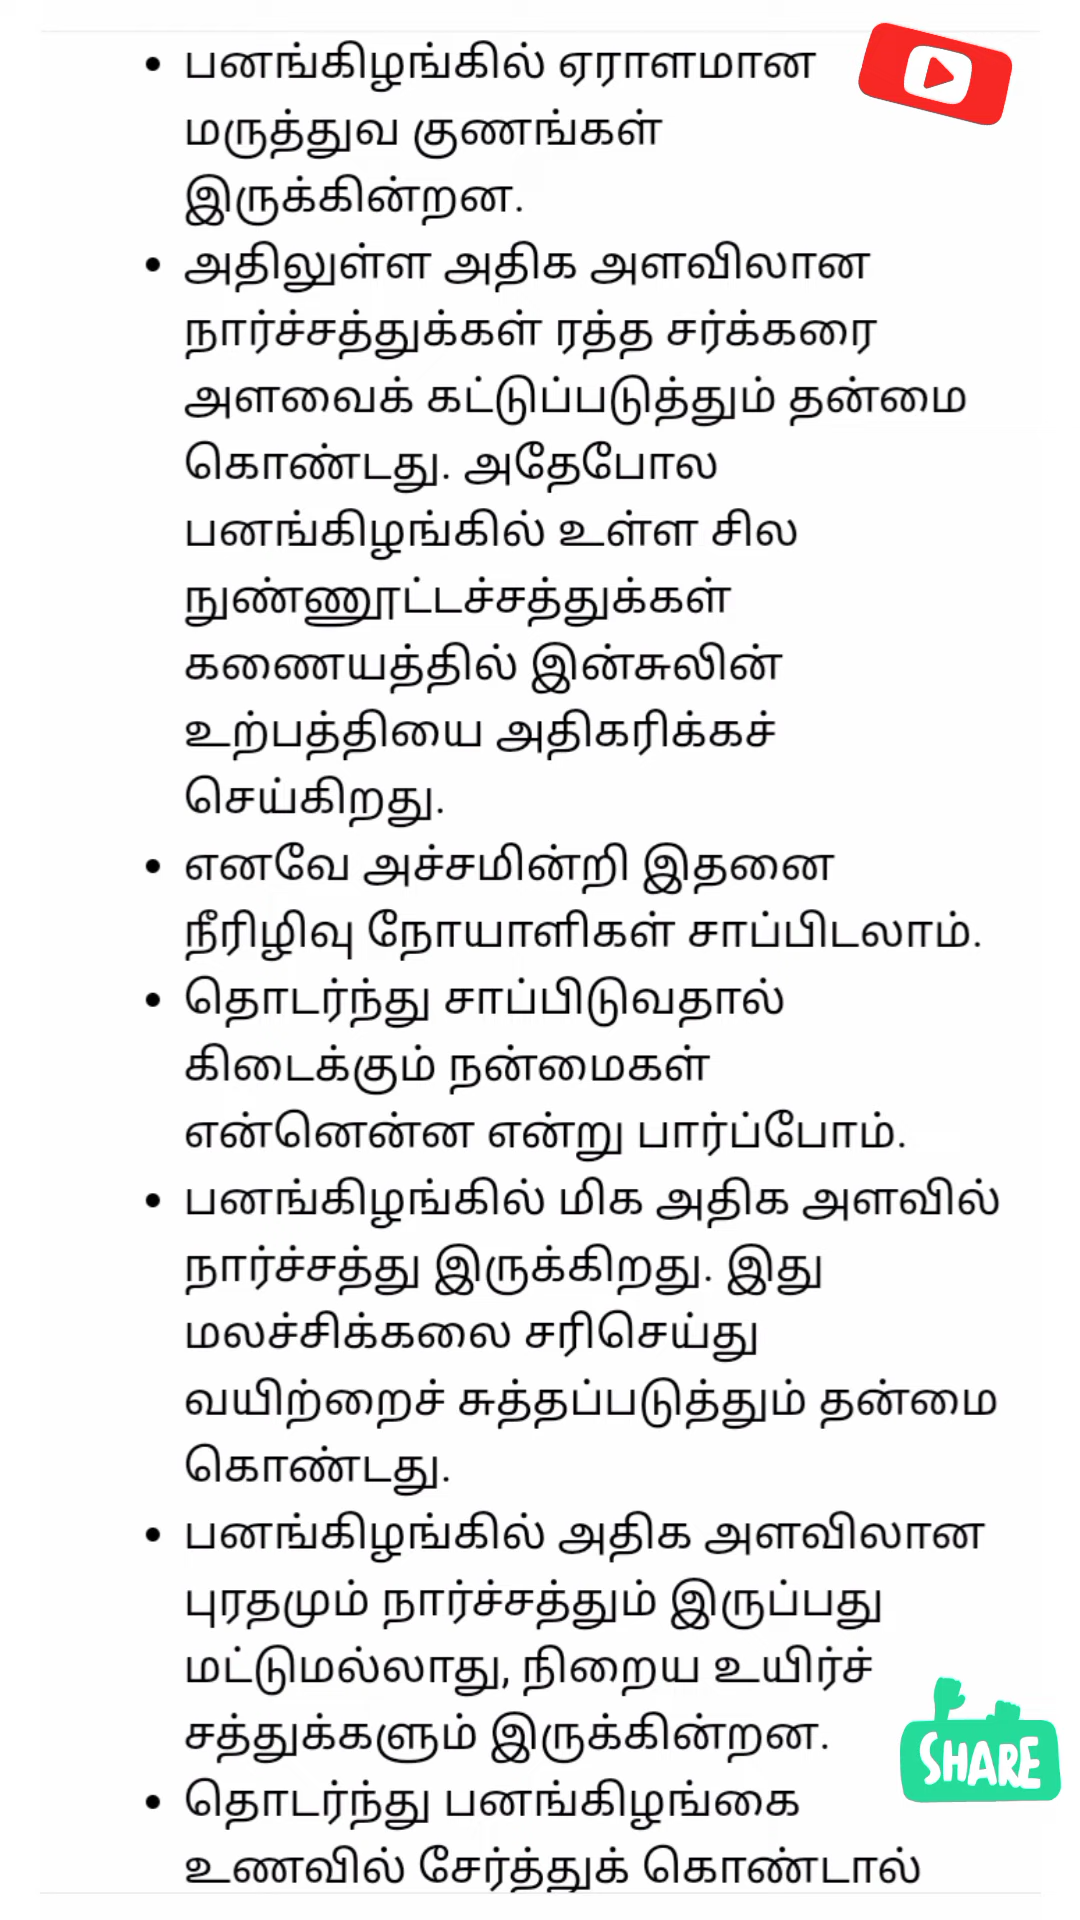 • பனங்கிழங்கில் ஏராளமான
மருத்துவ குணங்கள்
இருக்கின்றன.
• அதிலுள்ள அதிக அளவிலான
நார்ச்சத்துக்கள் ரத்த சர்க்கரை
அளவைக் கட்டுப்படுத்தும் தன்மை
கொண்டது. அதேபோல
பனங்கிழங்கில் உள்ள சில
நுண்ணூட்டச்சத்துக்கள்
கணையத்தில் இன்சுலின்
உற்பத்தியை அதிகரிக்கச்
செய்கிறது.
• எனவே அச்சமின்றி இதனை
நீரிழிவு நோயாளிகள் சாப்பிடலாம்.
• தொடர்ந்து சாப்பிடுவதால்
கிடைக்கும் நன்மைகள்
என்னென்ன என்று பார்ப்போம்.
• பனங்கிழங்கில் மிக அதிக அளவில்
நார்ச்சத்து இருக்கிறது. இது
மலச்சிக்கலை சரிசெய்து
வயிற்றைச் சுத்தப்படுத்தும் தன்மை
கொண்டது.
• பனங்கிழங்கில் அதிக அளவிலான
புரதமும் நார்ச்சத்தும் இருப்பது
மட்டுமல்லாது, நிறைய உயிர்ச்
சத்துக்களும் இருக்கின்றன.
SHARE
• தொடர்ந்து பனங்கிழங்கை
உணவில் சேர்த்துக் கொண்டால்